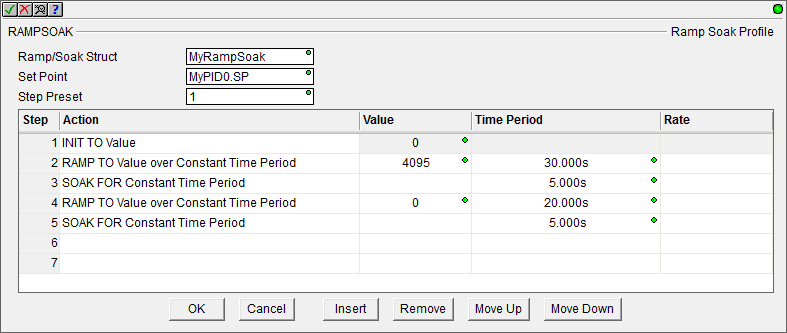 RAMPSOAK Ramp Soak Profile
Ramp/Soak Struct MyRampSoak
Set Point MyPID0.SP
Step Preset 1
Step Action Value Time Period Rate
1 INIT TO Value 0
2 RAMP TO Value over Constant Time Period 4095 30.000s
3 SOAK FOR Constant Time Period 5.000s
4 RAMP TO Value over Constant Time Period 0 20.000s
5 SOAK FOR Constant Time Period 5.000s
6
7
OK Cancel Insert Remove Move Up Move Down